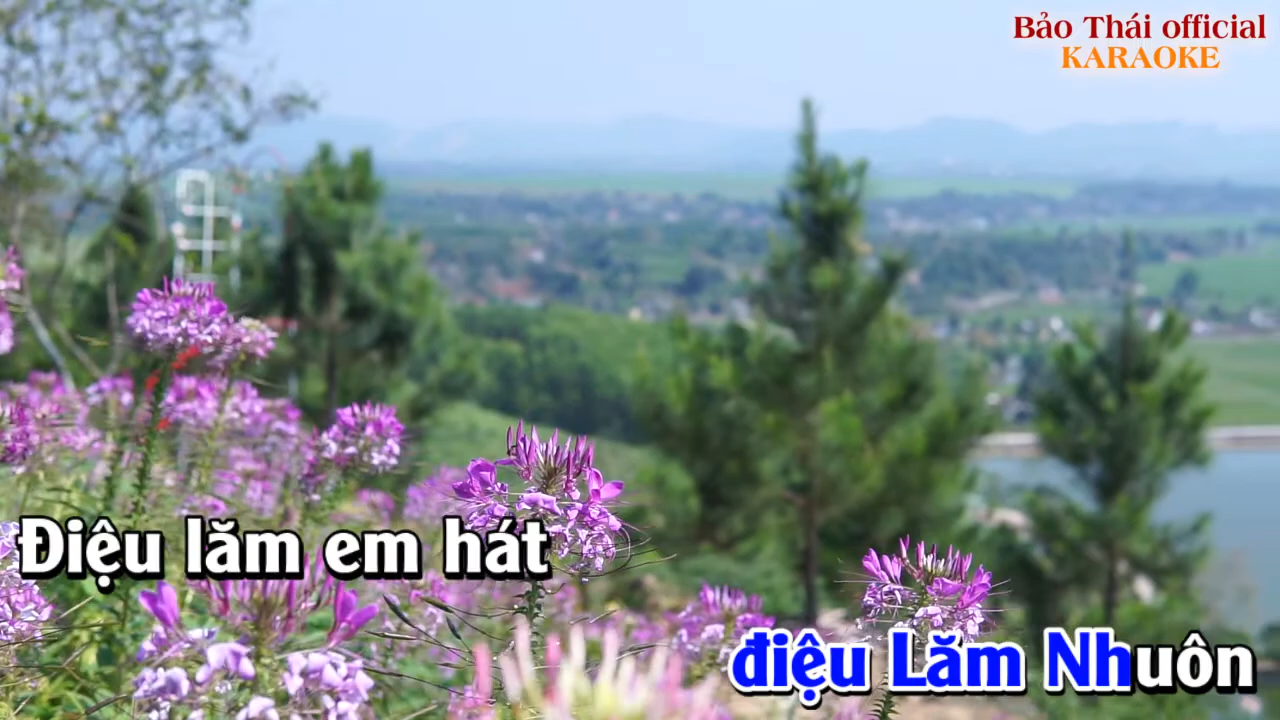 Bảo Thái official
KARAOKE
Điệu lăm em hát
điệu Lăm Nhuôn